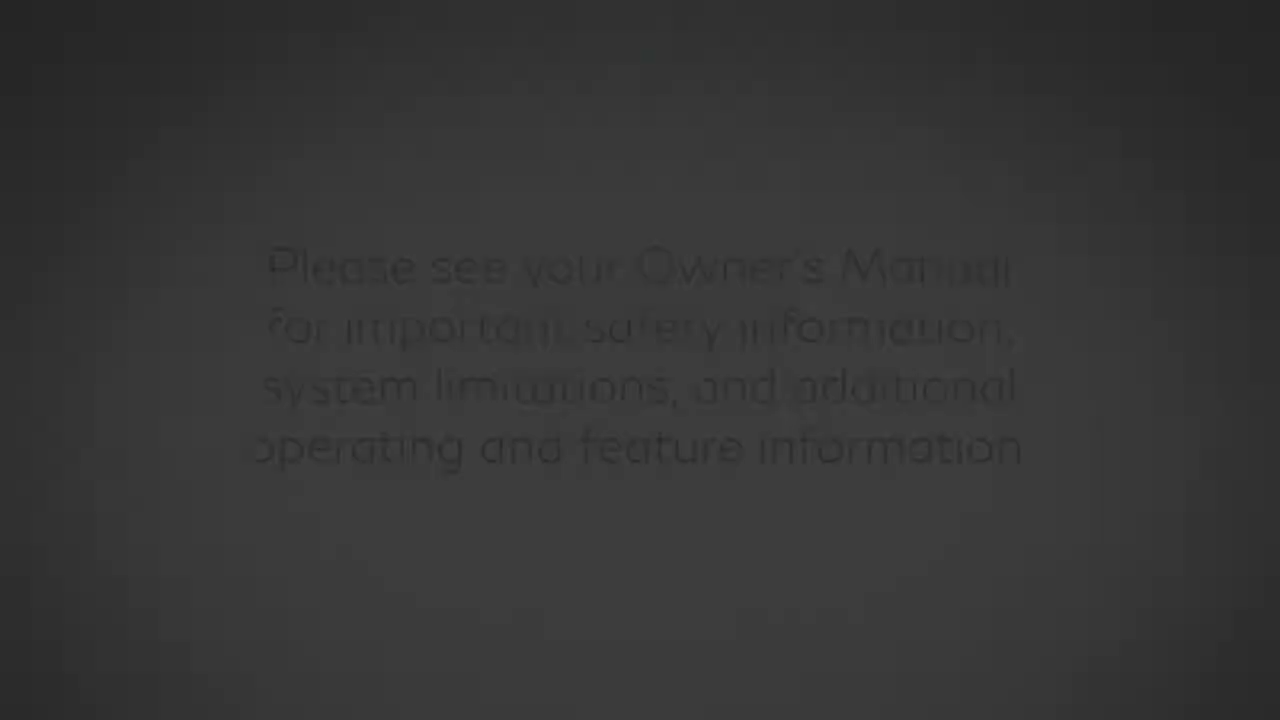 Please see your Owner's Manual
for important safety information,
system limitations, and additional
operating and feature information